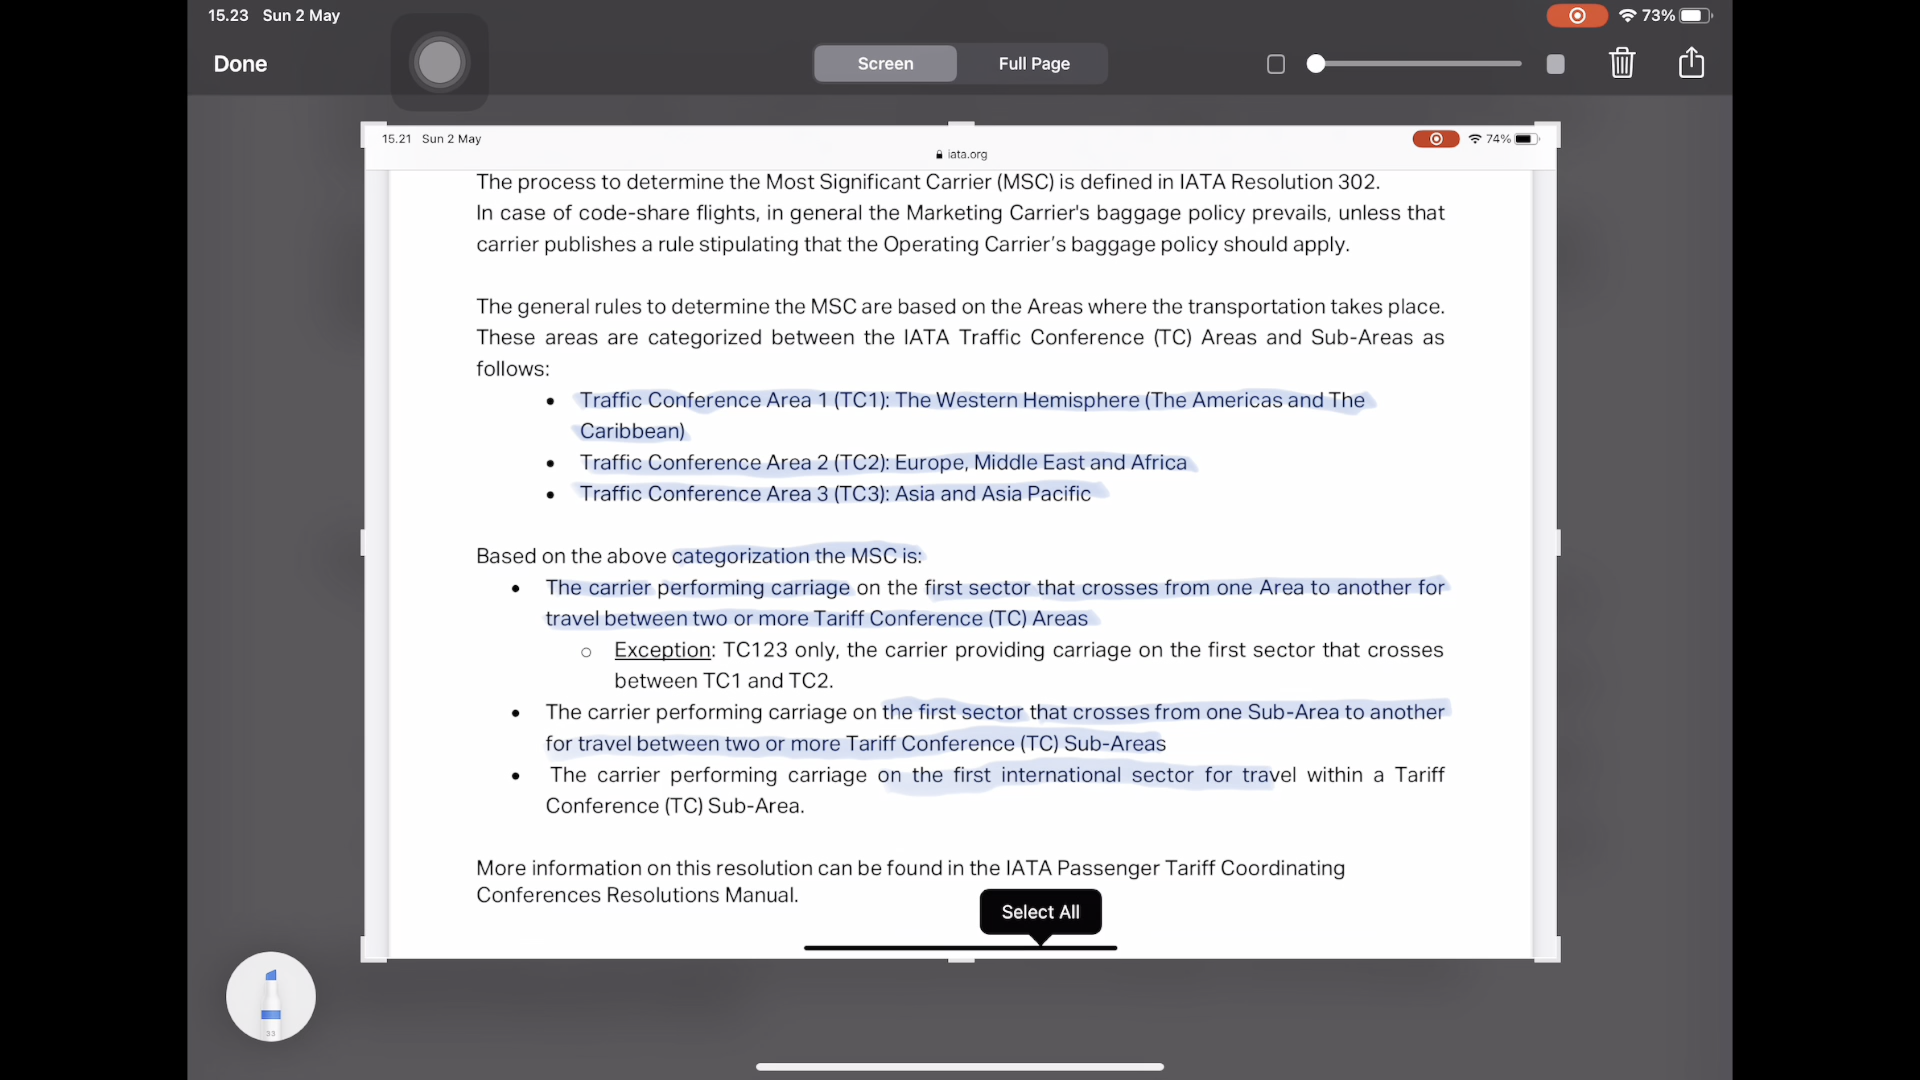 15.23 Sun 2 May
73%
Done
Screen
Full Page
15.21 Sun 2 May
74%
iata.org
The process to determine the Most Significant Carrier (MSC) is defined in IATA Resolution 302.
In case of code-share flights, in general the Marketing Carrier's baggage policy prevails, unless that
carrier publishes a rule stipulating that the Operating Carrier's baggage policy should apply.
The general rules to determine the MSC are based on the Areas where the transportation takes place.
These areas are categorized between the IATA Traffic Conference (TC) Areas and Sub-Areas as
follows:
• Traffic Conference Area 1 (TC1): The Western Hemisphere (The Americas and The
Caribbean)
• Traffic Conference Area 2 (TC2): Europe, Middle East and Africa
• Traffic Conference Area 3 (TC3): Asia and Asia Pacific
Based on the above categorization the MSC is:
• The carrier performing carriage on the first sector that crosses from one Area to another for
travel between two or more Tariff Conference (TC) Areas
○ Exception: TC123 only, the carrier providing carriage on the first sector that crosses
between TC1 and TC2.
• The carrier performing carriage on the first sector that crosses from one Sub-Area to another
for travel between two or more Tariff Conference (TC) Sub-Areas
• The carrier performing carriage on the first international sector for travel within a Tariff
Conference (TC) Sub-Area.
More information on this resolution can be found in the IATA Passenger Tariff Coordinating
Conferences Resolutions Manual.
Select All
33